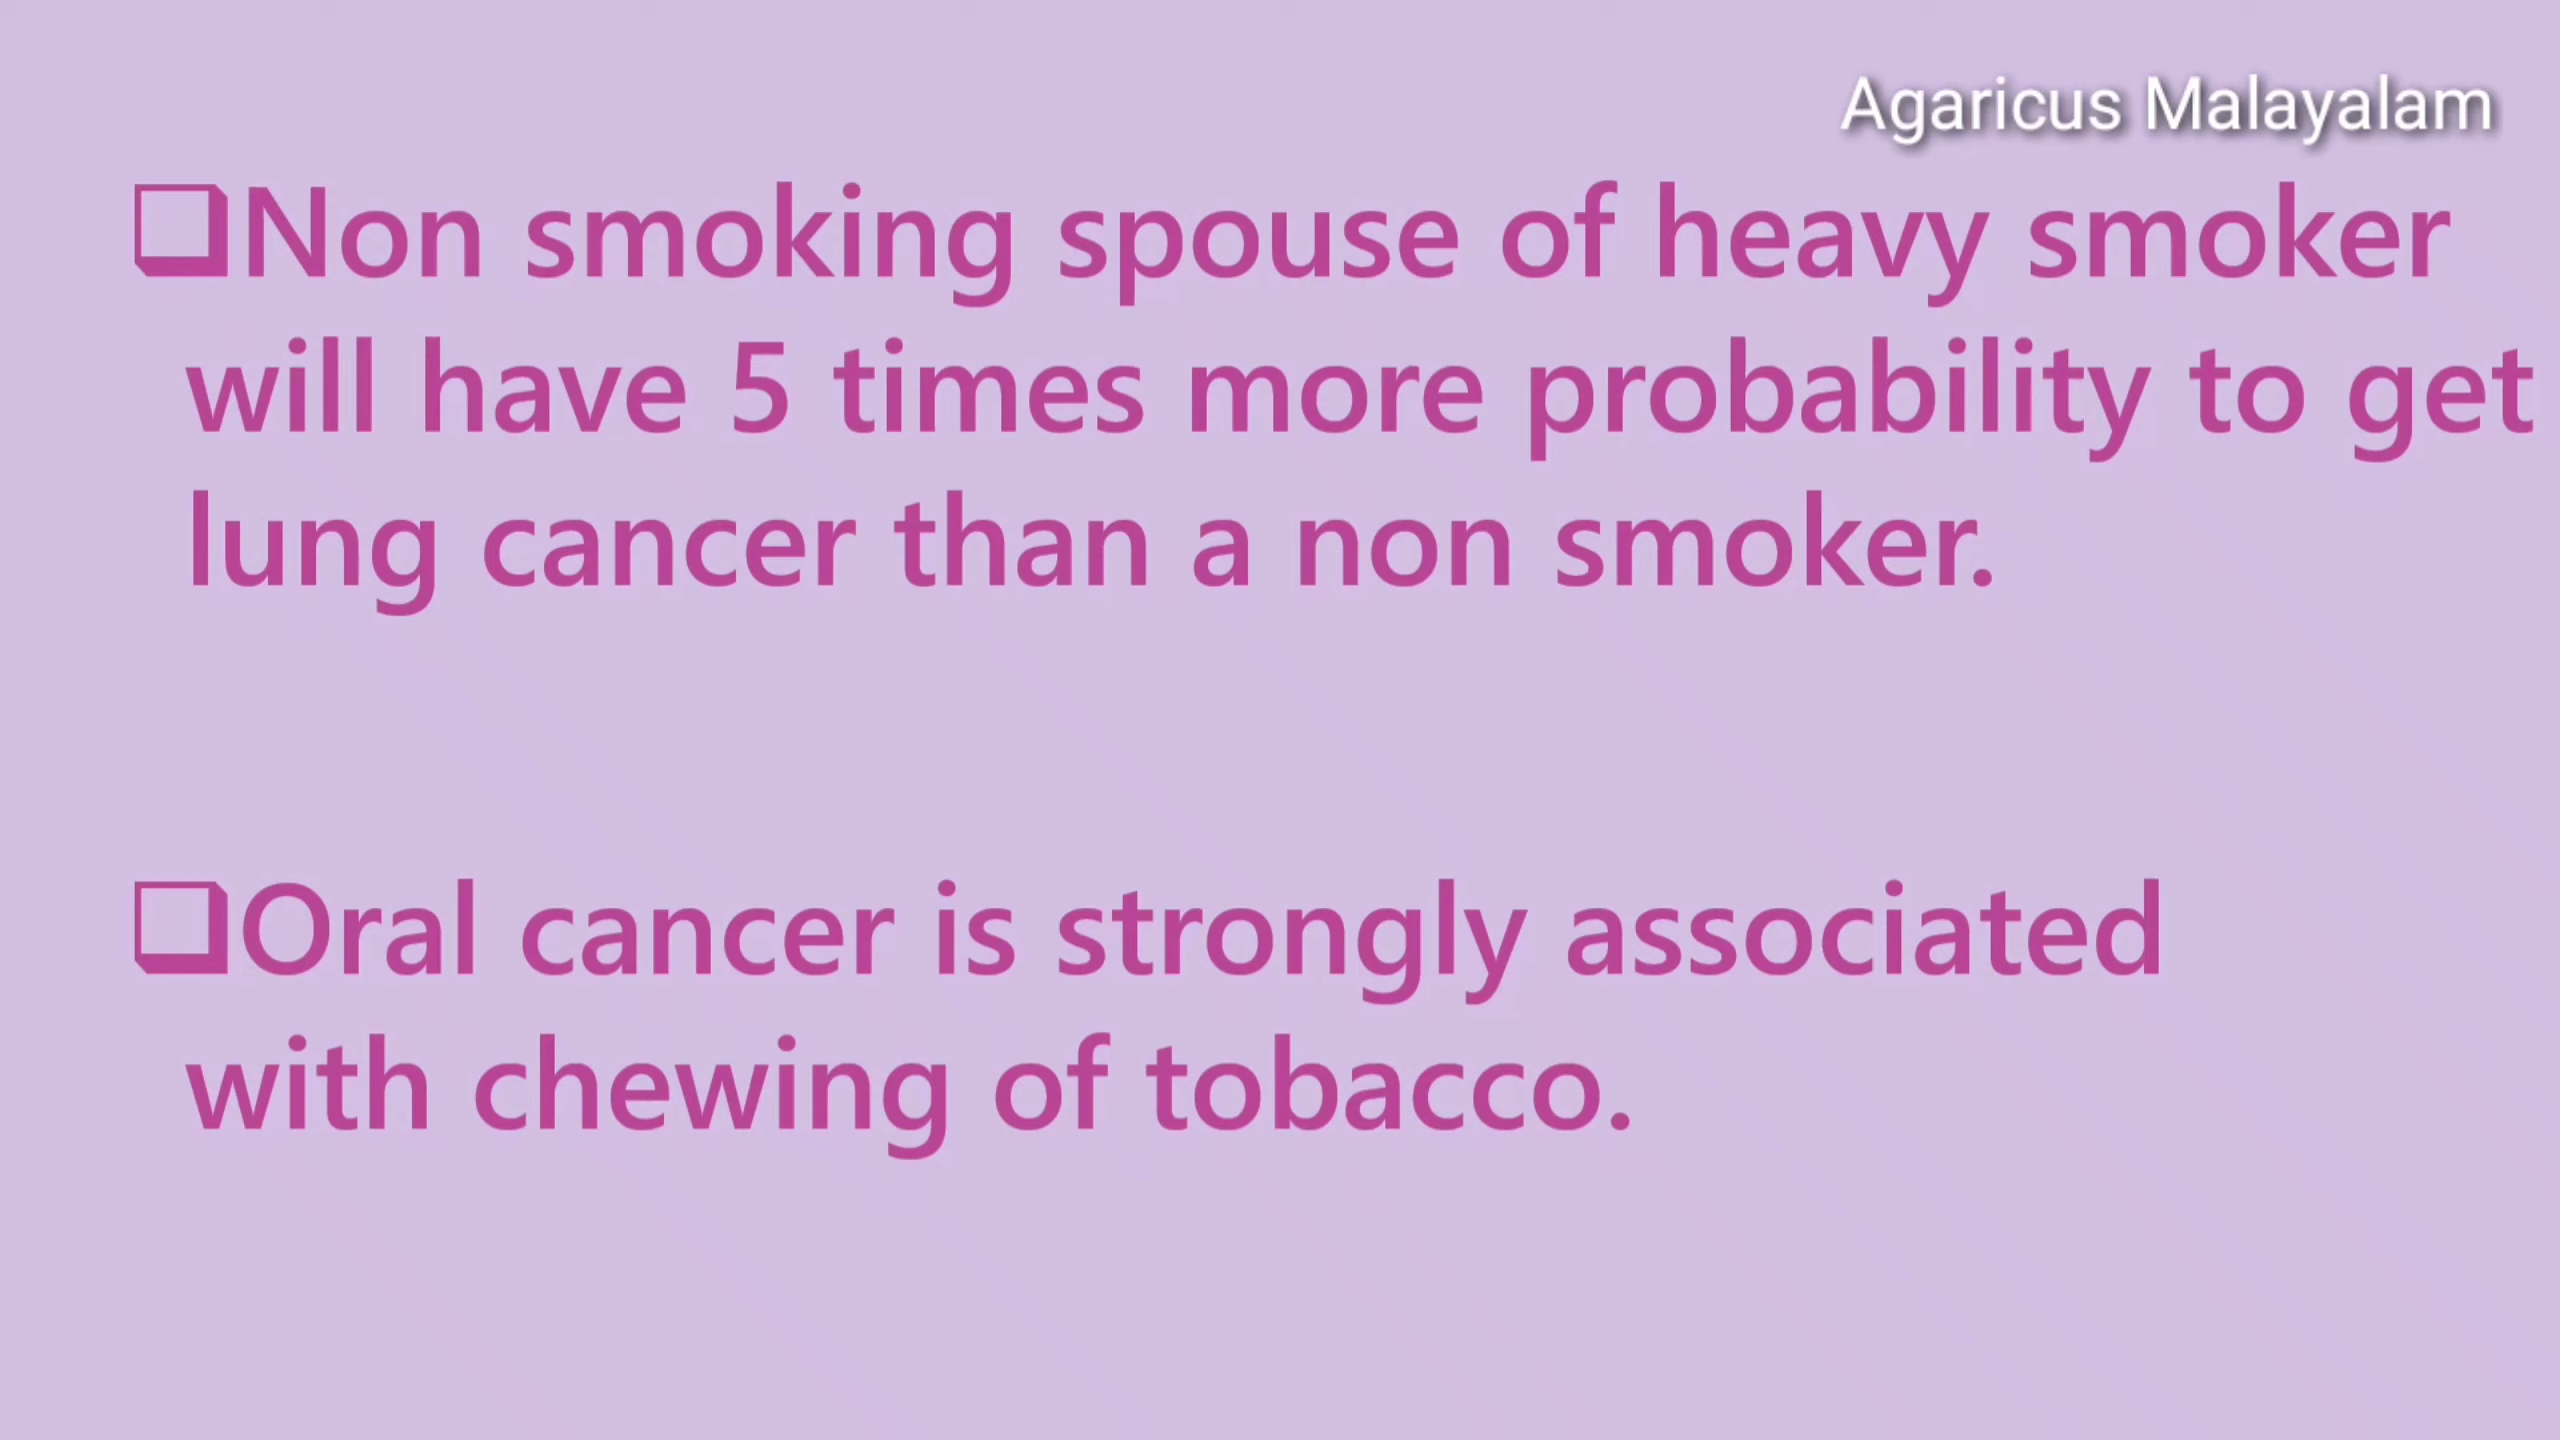 Agaricus Malayalam
❑Non smoking spouse of heavy smoker
will have 5 times more probability to get
lung cancer than a non smoker.
❑Oral cancer is strongly associated
with chewing of tobacco.